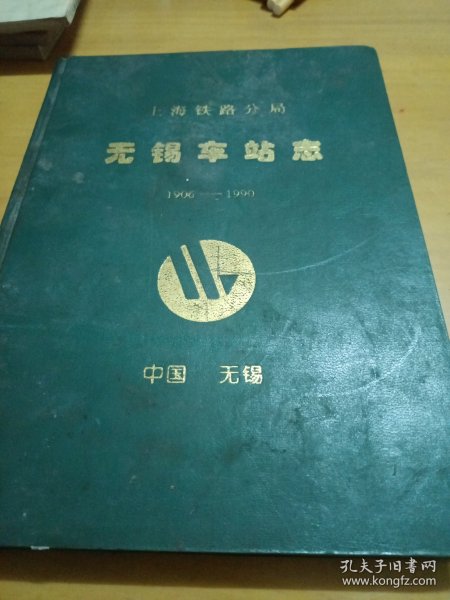 上海铁路分局
无锡车站志
1906——1990
中国 无锡
孔夫子旧书网
www.kongfz.com